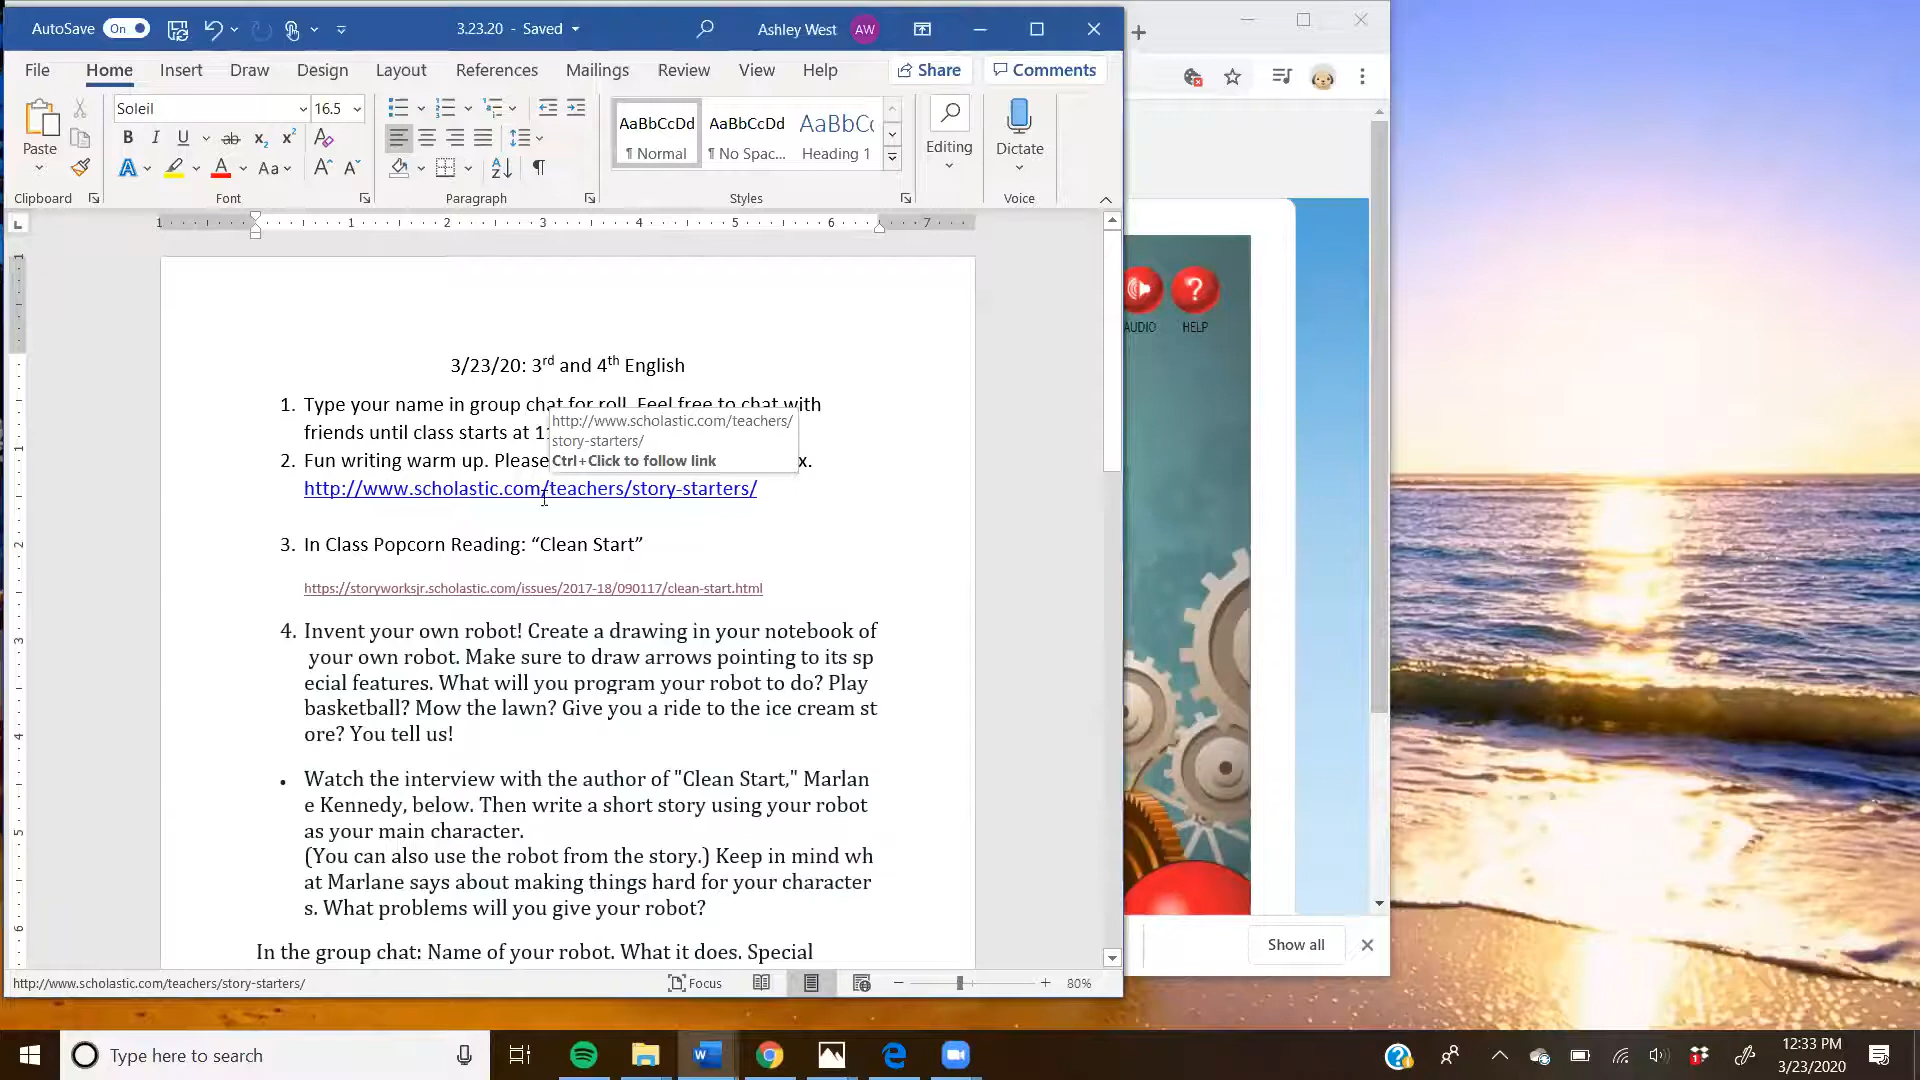 AutoSave On 3.23.20 - Saved Ashley West AW
File Home Insert Draw Design Layout References Mailings Review View Help Share Comments
Soleil 16.5
AaBbCcDd AaBbCcDd AaBbCc
Paste ¶ Normal ¶ No Spac... Heading 1 Editing Dictate
Clipboard Font Paragraph Styles Voice
1 1 2 3 4 5 6 7
AUDIO HELP
3/23/20: 3rd and 4th English
1. Type your name in group chat for roll. Feel free to chat with
friends until class starts at 1
http://www.scholastic.com/teachers/
story-starters/
Ctrl+Click to follow link
2. Fun writing warm up. Please x.
http://www.scholastic.com/teachers/story-starters/
3. In Class Popcorn Reading: “Clean Start”
https://storyworksjr.scholastic.com/issues/2017-18/090117/clean-start.html
4. Invent your own robot! Create a drawing in your notebook of
your own robot. Make sure to draw arrows pointing to its sp
ecial features. What will you program your robot to do? Play
basketball? Mow the lawn? Give you a ride to the ice cream st
ore? You tell us!
• Watch the interview with the author of "Clean Start," Marlan
e Kennedy, below. Then write a short story using your robot
as your main character.
(You can also use the robot from the story.) Keep in mind wh
at Marlane says about making things hard for your character
s. What problems will you give your robot?
In the group chat: Name of your robot. What it does. Special
Show all
http://www.scholastic.com/teachers/story-starters/ Focus 80%
Type here to search
12:33 PM
3/23/2020